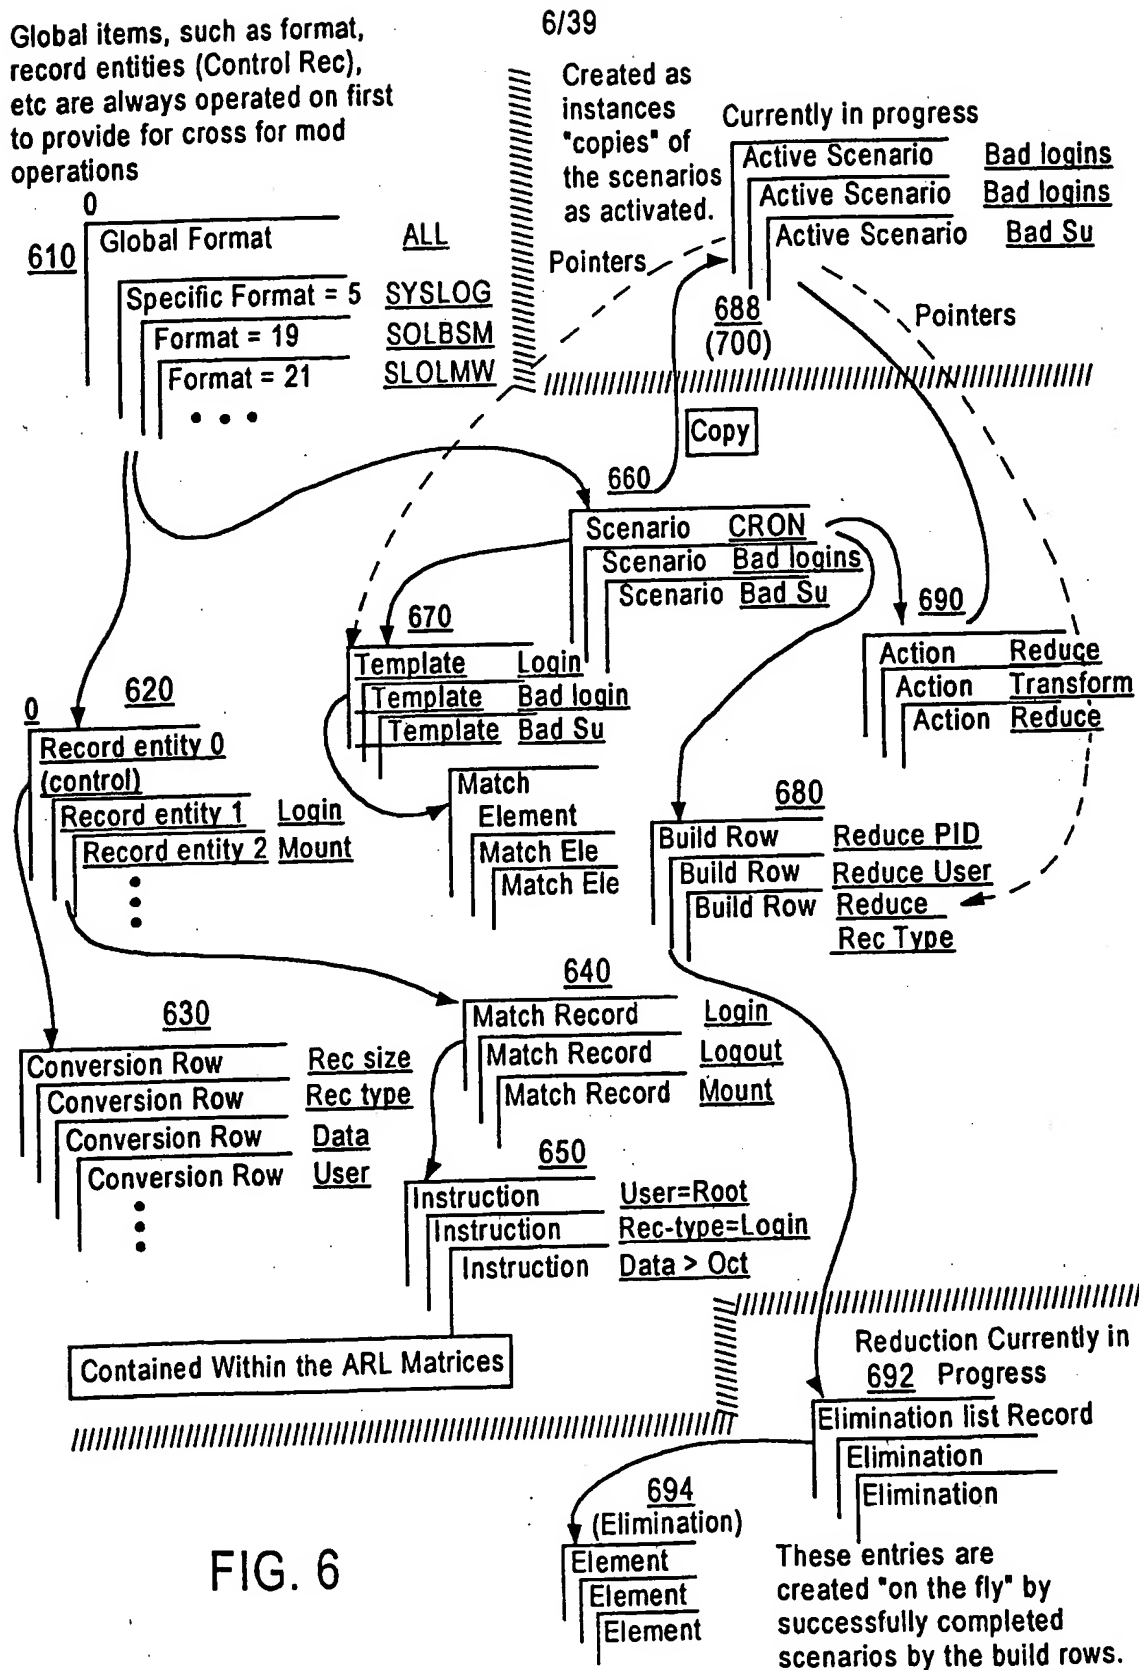 6/39
Global items, such as format,
record entities (Control Rec),
etc are always operated on first
to provide for cross for mod
operations
Created as
instances
"copies" of
the scenarios
as activated.
Currently in progress
Active Scenario Bad logins
Active Scenario Bad logins
Active Scenario Bad Su
688
(700)
Pointers
Pointers
0
610
Global Format ALL
Specific Format = 5 SYSLOG
Format = 19 SOLBSM
Format = 21 SLOLMW
Copy
660
Scenario CRON
Scenario Bad logins
Scenario Bad Su
670
Template Login
Template Bad login
Template Bad Su
690
Action Reduce
Action Transform
Action Reduce
0
620
Record entity 0
(control)
Record entity 1 Login
Record entity 2 Mount
Match
Element
Match Ele
Match Ele
680
Build Row Reduce PID
Build Row Reduce User
Build Row Reduce
Rec Type
630
Conversion Row Rec size
Conversion Row Rec type
Conversion Row Data
Conversion Row User
640
Match Record Login
Match Record Logout
Match Record Mount
650
Instruction User=Root
Instruction Rec-type=Login
Instruction Data > Oct
Contained Within the ARL Matrices
Reduction Currently in
692 Progress
Elimination list Record
Elimination
Elimination
694
(Elimination)
Element
Element
Element
These entries are
created "on the fly" by
successfully completed
scenarios by the build rows.
FIG. 6